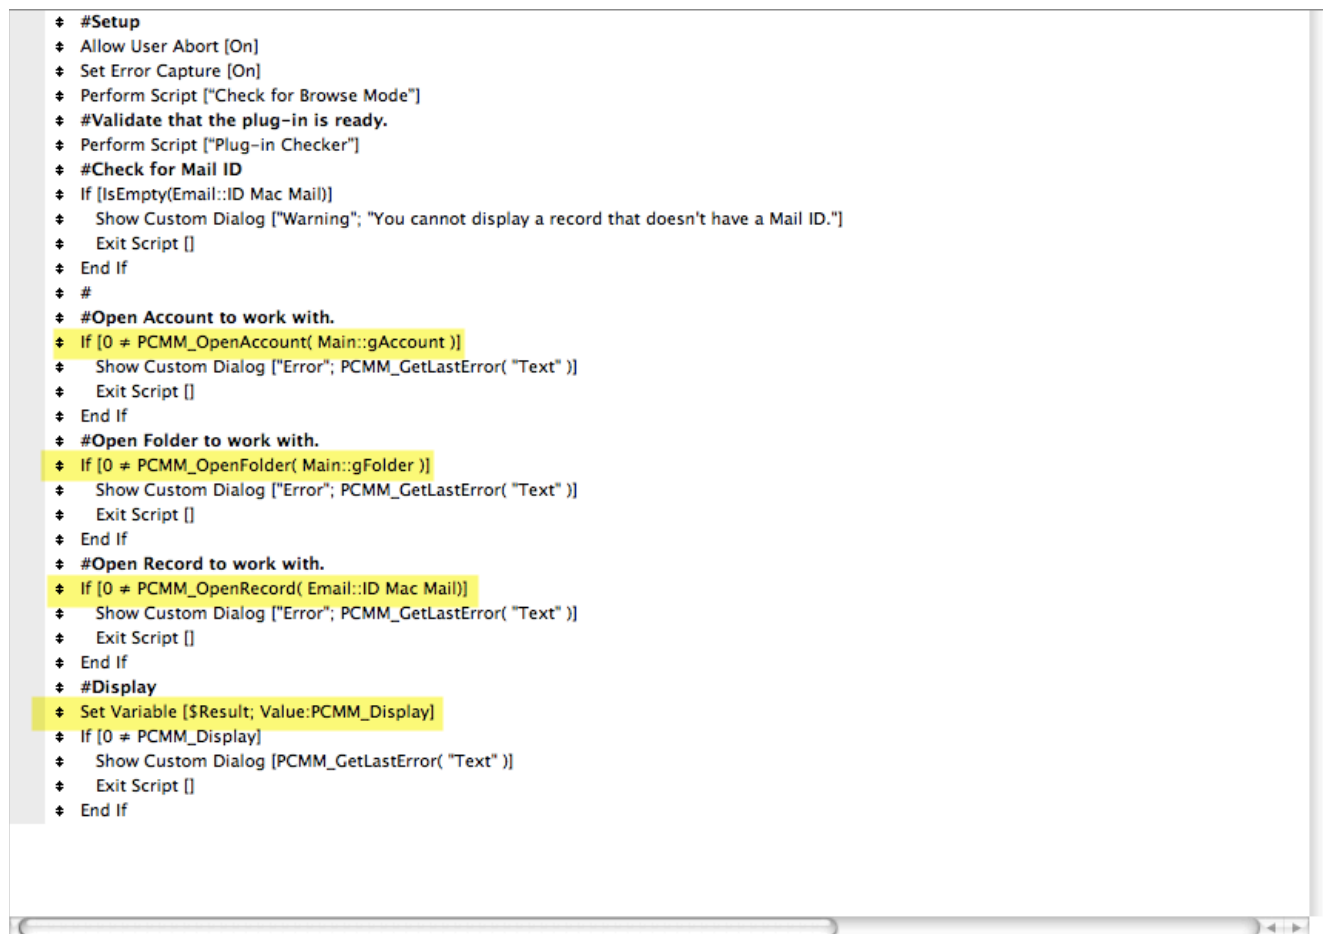 #Setup
Allow User Abort [On]
Set Error Capture [On]
Perform Script ["Check for Browse Mode"]
#Validate that the plug-in is ready.
Perform Script ["Plug-in Checker"]
#Check for Mail ID
If [IsEmpty(Email::ID Mac Mail)]
Show Custom Dialog ["Warning"; "You cannot display a record that doesn't have a Mail ID."]
Exit Script []
End If
#
#Open Account to work with.
If [0 ≠ PCMM_OpenAccount( Main::gAccount )]
Show Custom Dialog ["Error"; PCMM_GetLastError( "Text" )]
Exit Script []
End If
#Open Folder to work with.
If [0 ≠ PCMM_OpenFolder( Main::gFolder )]
Show Custom Dialog ["Error"; PCMM_GetLastError( "Text" )]
Exit Script []
End If
#Open Record to work with.
If [0 ≠ PCMM_OpenRecord( Email::ID Mac Mail)]
Show Custom Dialog ["Error"; PCMM_GetLastError( "Text" )]
Exit Script []
End If
#Display
Set Variable [$Result; Value:PCMM_Display]
If [0 ≠ PCMM_Display]
Show Custom Dialog [PCMM_GetLastError( "Text" )]
Exit Script []
End If